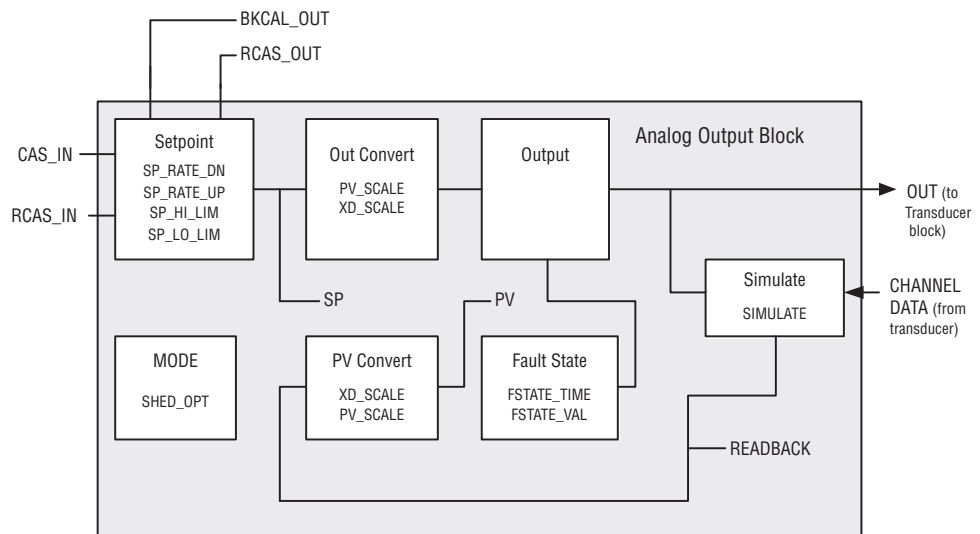 BKCAL_OUT
RCAS_OUT
Analog Output Block
CAS_IN
RCAS_IN
Setpoint
SP_RATE_DN
SP_RATE_UP
SP_HI_LIM
SP_LO_LIM
Out Convert
PV_SCALE
XD_SCALE
Output
OUT (to
Transducer
block)
SP
PV
Simulate
SIMULATE
CHANNEL
DATA (from
transducer)
MODE
SHED_OPT
PV Convert
XD_SCALE
PV_SCALE
Fault State
FSTATE_TIME
FSTATE_VAL
READBACK